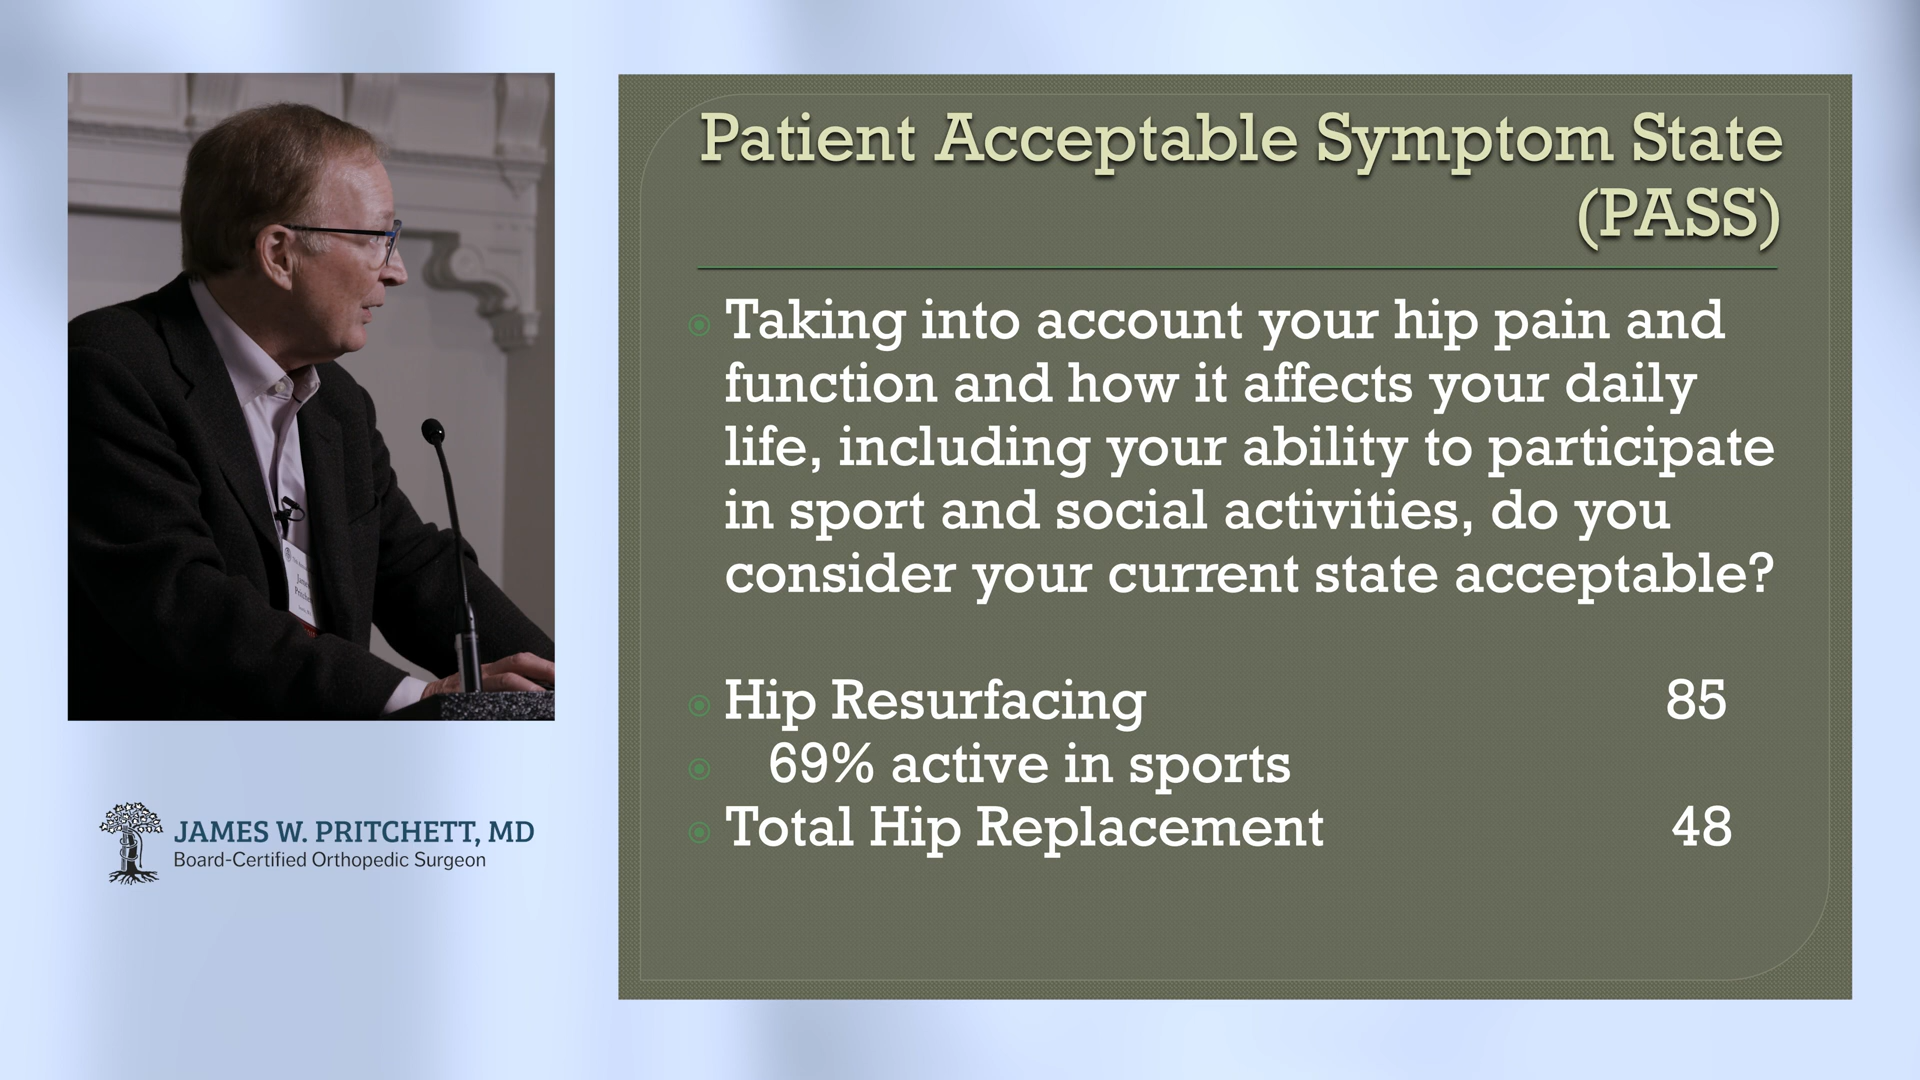 Patient Acceptable Symptom State
(PASS)
Taking into account your hip pain and
function and how it affects your daily
life, including your ability to participate
in sport and social activities, do you
consider your current state acceptable?
Hip Resurfacing 85
69% active in sports
Total Hip Replacement 48
James
JAMES W. PRITCHETT, MD
Board-Certified Orthopedic Surgeon